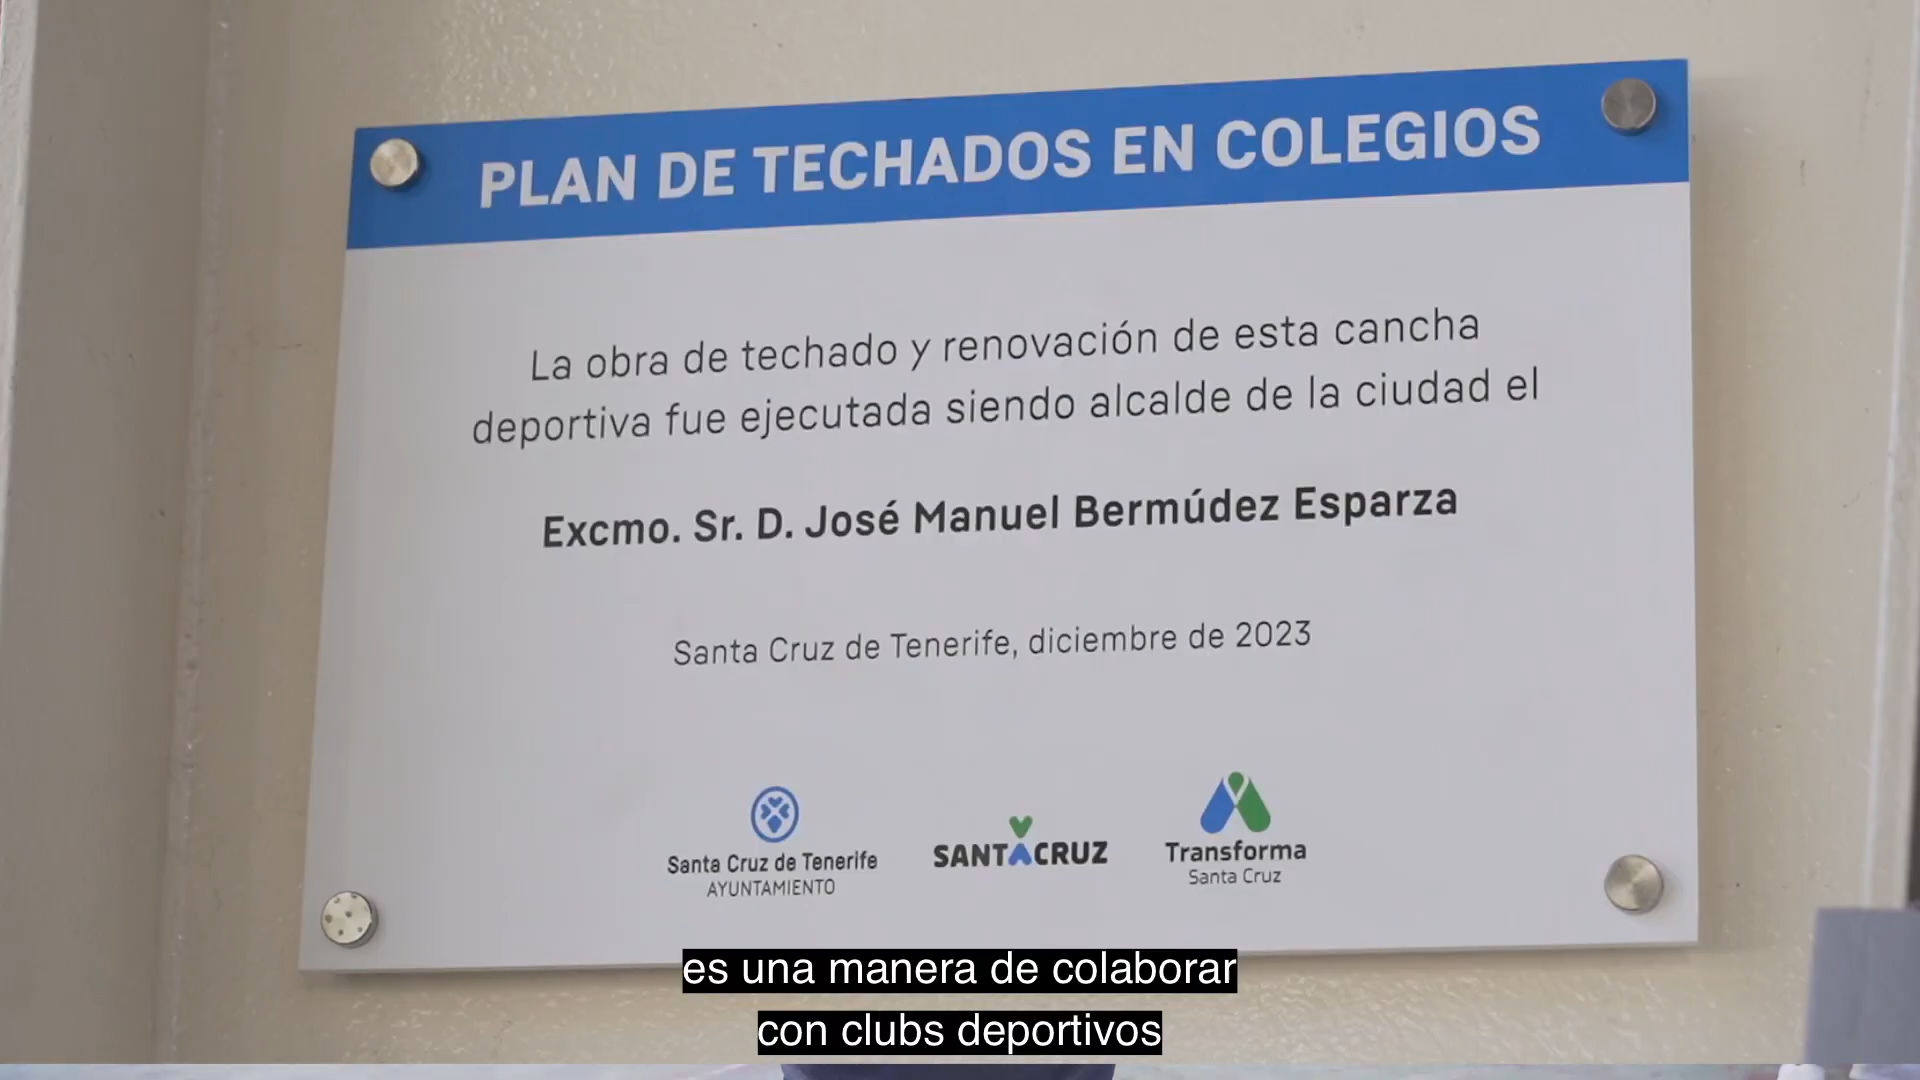 PLAN DE TECHADOS EN COLEGIOS
La obra de techado y renovación de esta cancha
deportiva fue ejecutada siendo alcalde de la ciudad el
Excmo. Sr. D. José Manuel Bermúdez Esparza
Santa Cruz de Tenerife, diciembre de 2023
Santa Cruz de Tenerife
AYUNTAMIENTO
SANTACRUZ
Transforma
Santa Cruz
es una manera de colaborar
con clubs deportivos